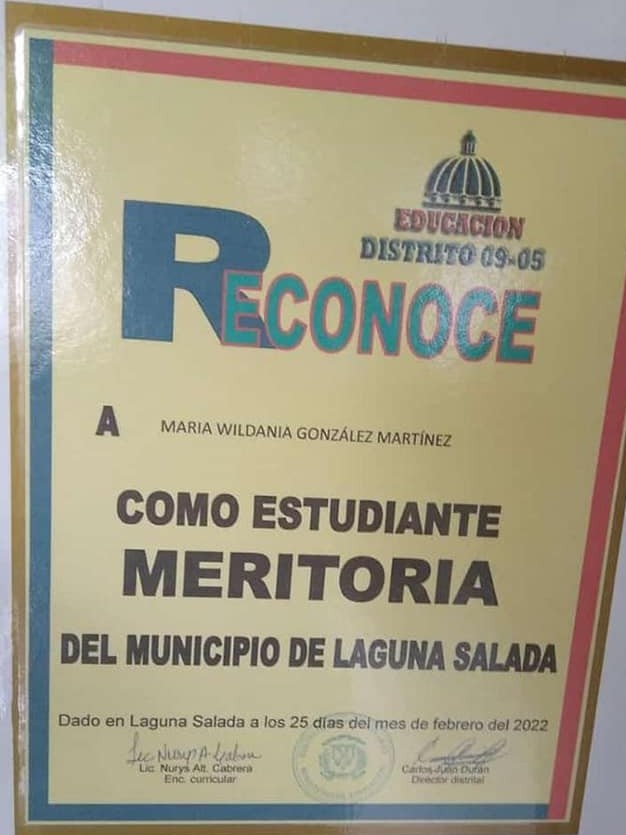 EDUCACION
DISTRITO 09-05
RECONOCE
A MARIA WILDANIA GONZÁLEZ MARTÍNEZ
COMO ESTUDIANTE
MERITORIA
DEL MUNICIPIO DE LAGUNA SALADA
Dado en Laguna Salada a los 25 días del mes de febrero del 2022
Lic. Nurys Alt. Cabrera
Enc. curricular
Carlos Juan Durán
Director distrital